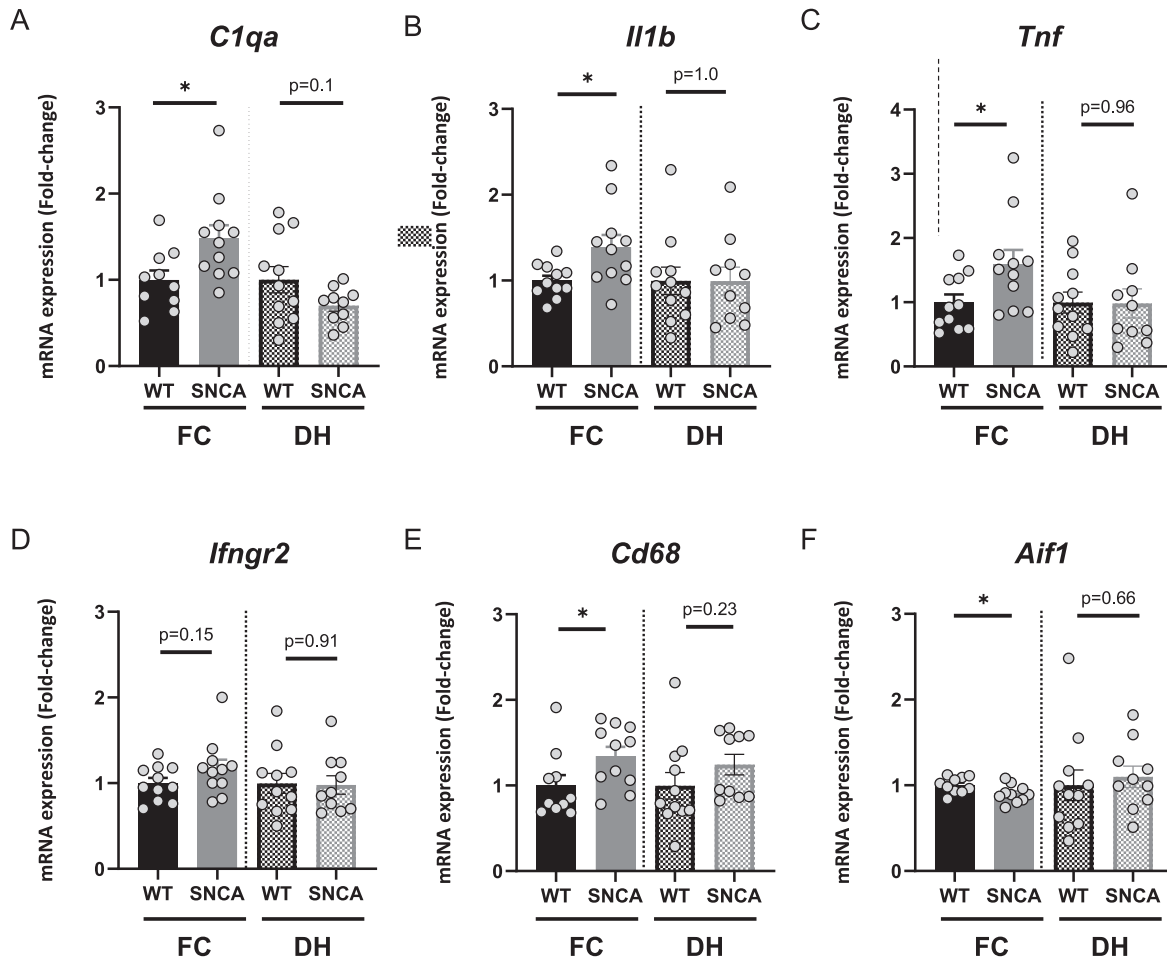 A
C1qa
mRNA expression (Fold-change)
3
2
1
0
*
p=0.1
WT
SNCA
WT
SNCA
FC
DH
B
Il1b
mRNA expression (Fold-change)
3
2
1
0
*
p=1.0
WT
SNCA
WT
SNCA
FC
DH
C
Tnf
mRNA expression (Fold-change)
4
3
2
1
0
*
p=0.96
WT
SNCA
WT
SNCA
FC
DH
D
Ifngr2
mRNA expression (Fold-change)
3
2
1
0
p=0.15
p=0.91
WT
SNCA
WT
SNCA
FC
DH
E
Cd68
mRNA expression (Fold-change)
3
2
1
0
*
p=0.23
WT
SNCA
WT
SNCA
FC
DH
F
Aif1
mRNA expression (Fold-change)
3
2
1
0
*
p=0.66
WT
SNCA
WT
SNCA
FC
DH